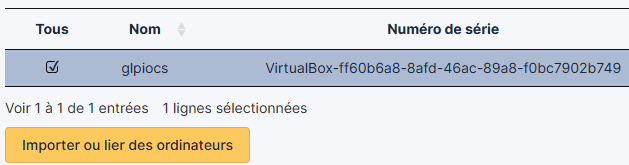 Tous Nom Numéro de série
glpiocs VirtualBox-ff60b6a8-8afd-46ac-89a8-f0bc7902b749
Voir 1 à 1 de 1 entrées 1 lignes sélectionnées
Importer ou lier des ordinateurs